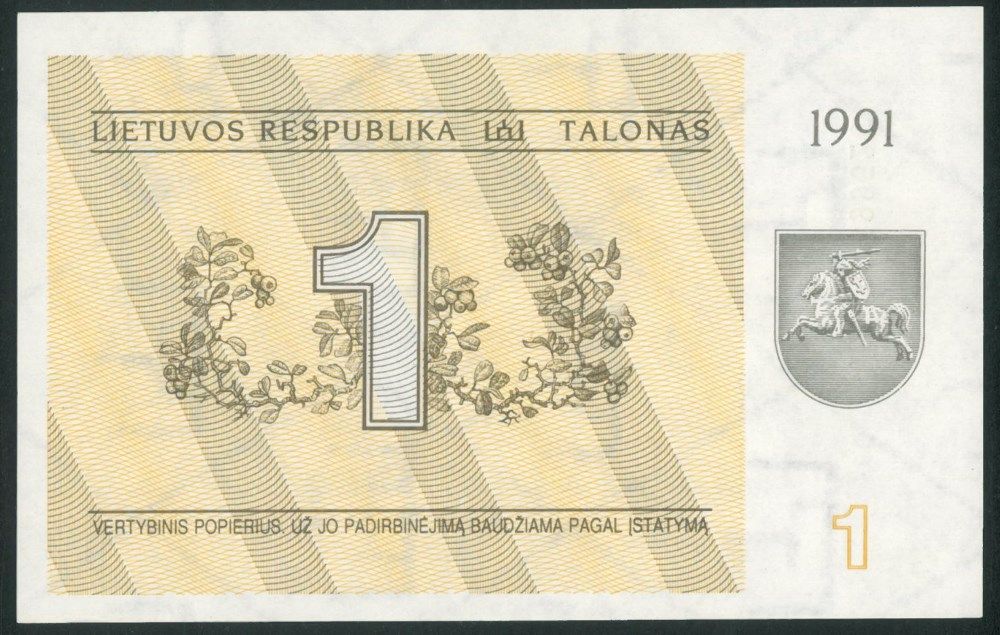 LIETUVOS RESPUBLIKA TALONAS
1991
1
VERTYBINIS POPIERIUS. UŽ JO PADIRBINĖJIMĄ BAUDŽIAMA PAGAL ĮSTATYMĄ
1